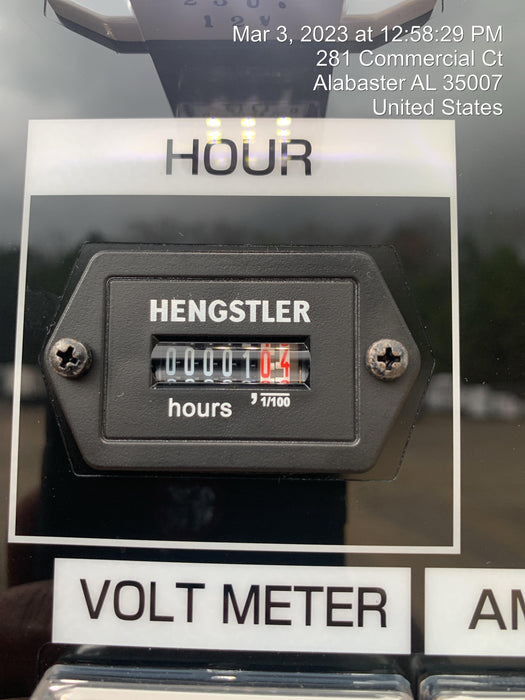 Mar 3, 2023 at 12:58:29 PM
281 Commercial Ct
Alabaster AL 35007
United States
HOUR
HENGSTLER
0000104
hours , 1/100
VOLT METER